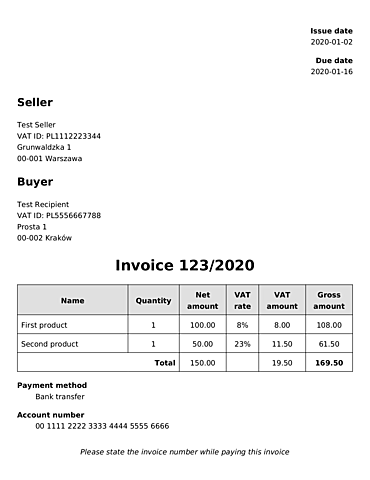 Issue date
2020-01-02
Due date
2020-01-16
Seller
Test Seller
VAT ID: PL1112223344
Grunwaldzka 1
00-001 Warszawa
Buyer
Test Recipient
VAT ID: PL5556667788
Prosta 1
00-002 Kraków
Invoice 123/2020
Name Quantity Net amount VAT rate VAT amount Gross amount
First product 1 100.00 8% 8.00 108.00
Second product 1 50.00 23% 11.50 61.50
Total 150.00 19.50 169.50
Payment method
Bank transfer
Account number
00 1111 2222 3333 4444 5555 6666
Please state the invoice number while paying this invoice